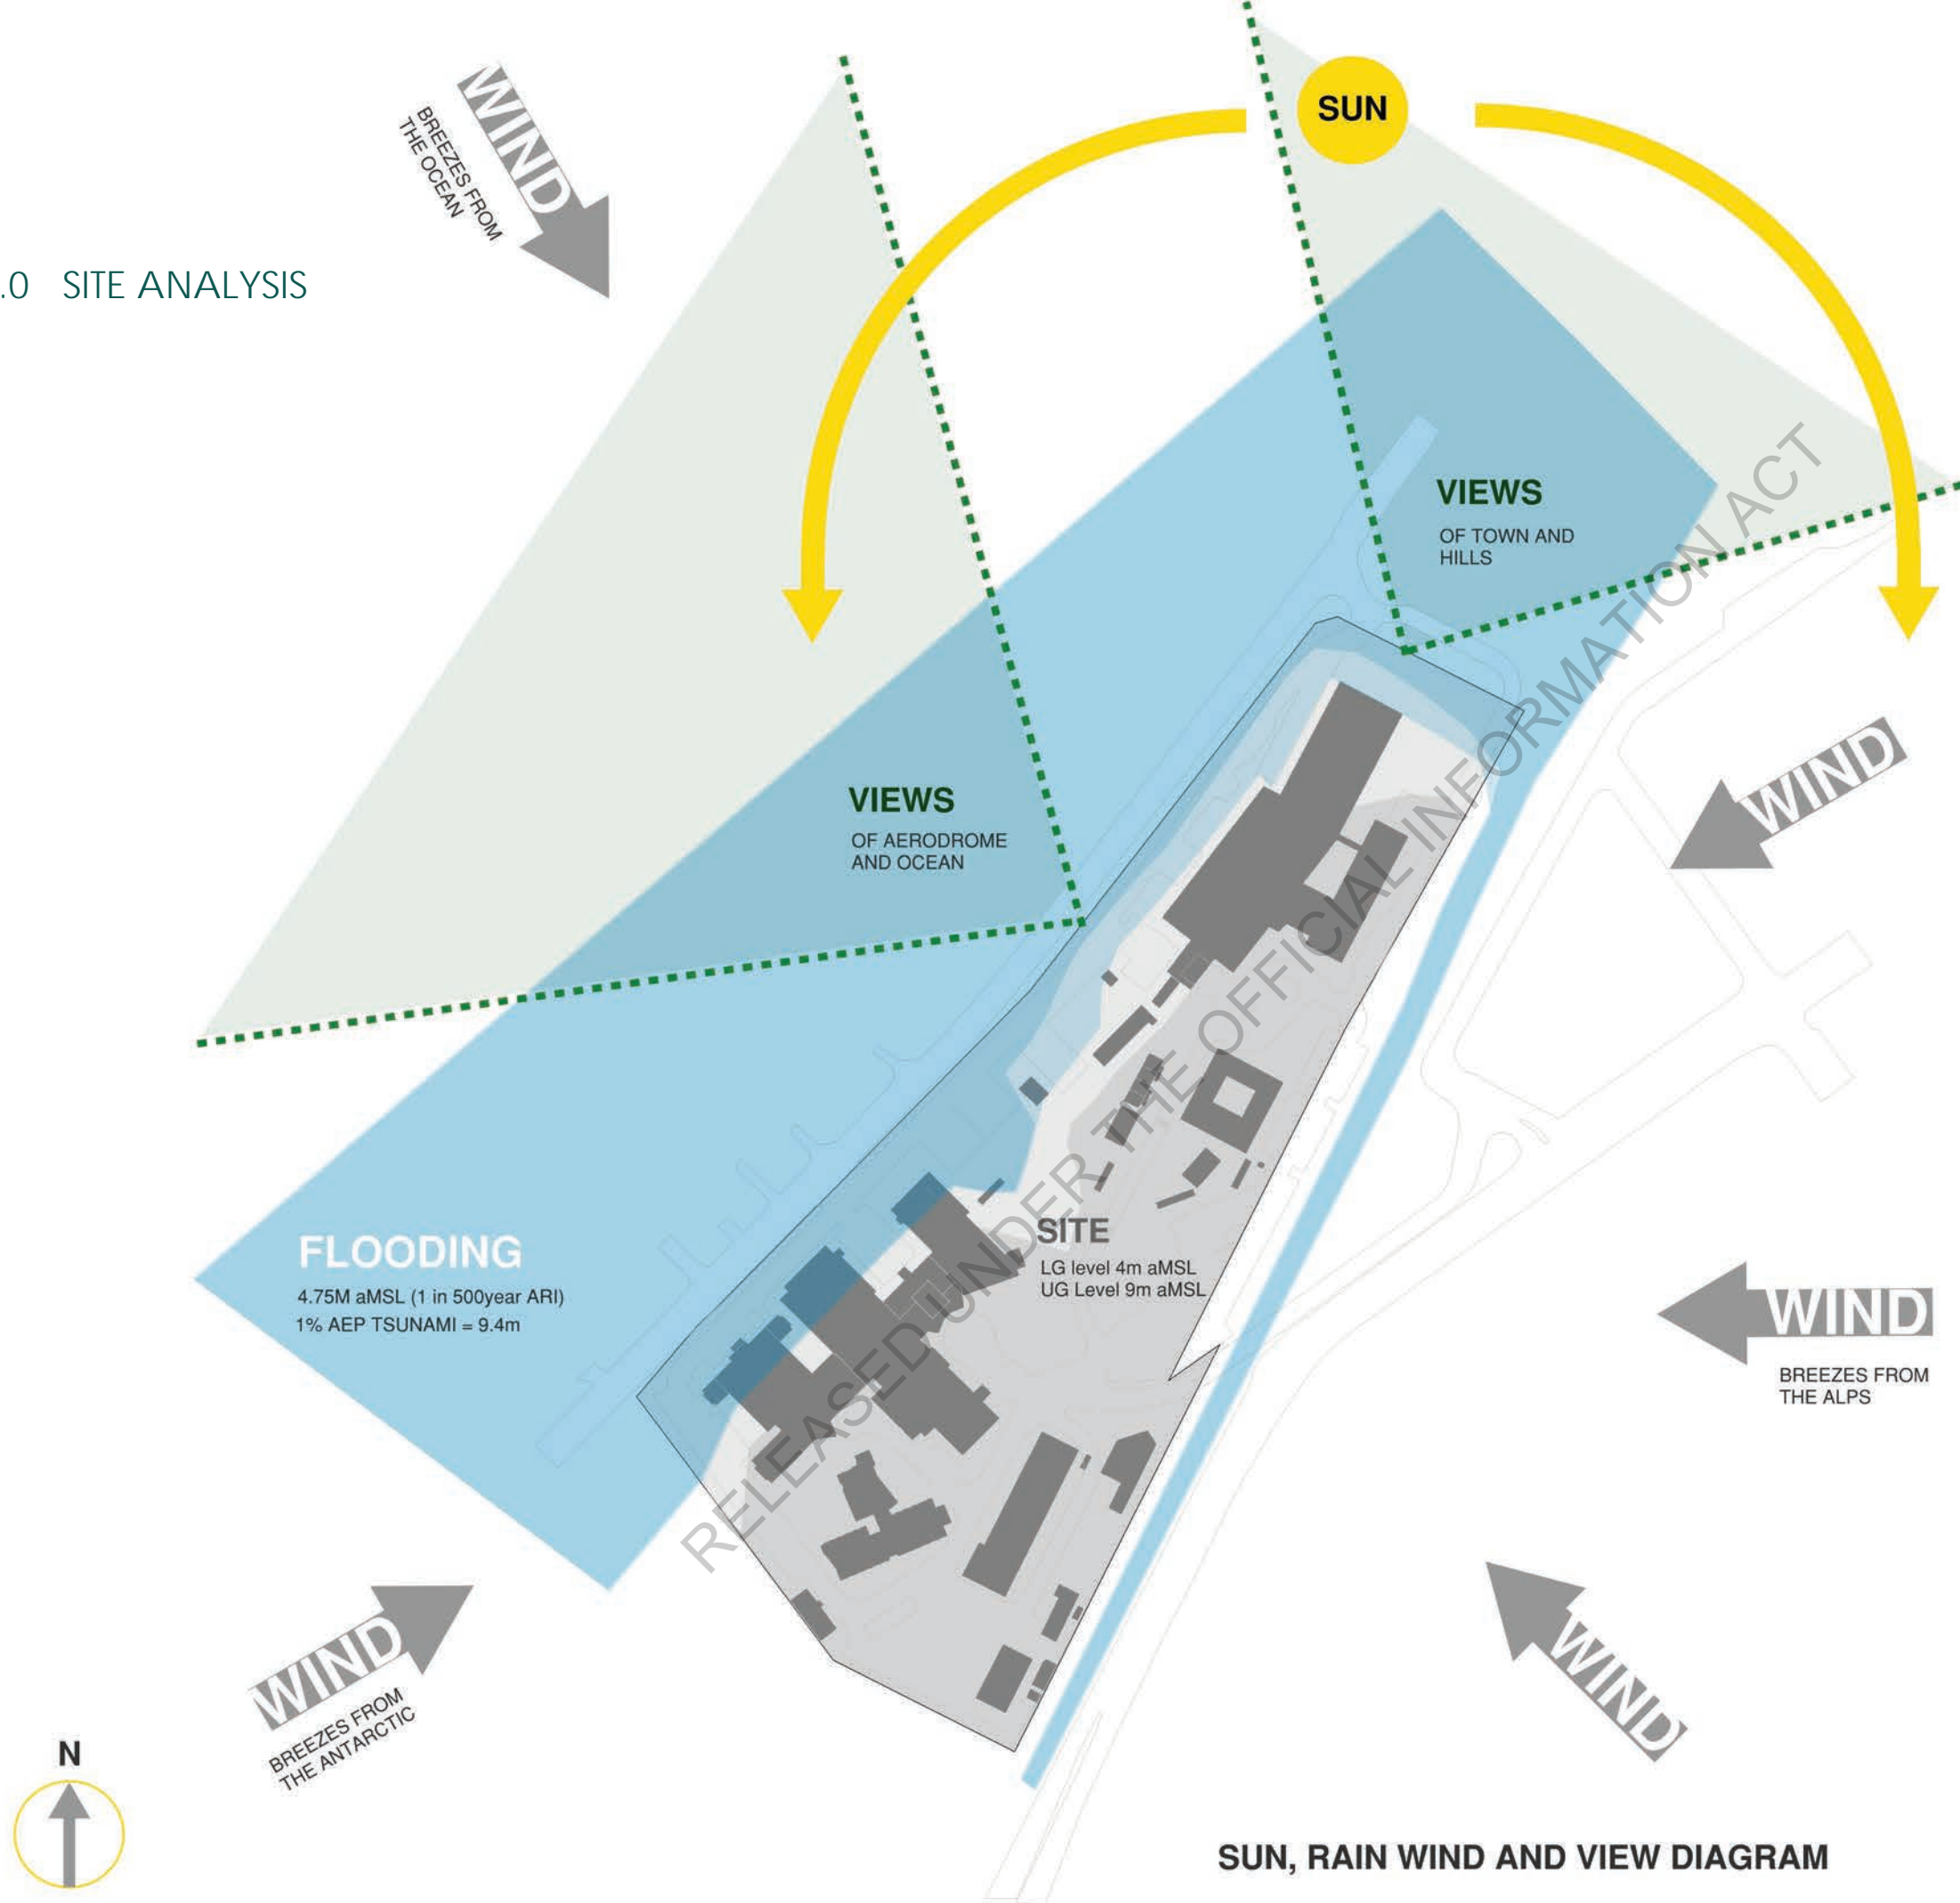 WIND
BREEZES FROM
THE OCEAN
SUN
.0 SITE ANALYSIS
VIEWS
OF TOWN AND
HILLS
WIND
VIEWS
OF AERODROME
AND OCEAN
SITE
LG level 4m aMSL
UG Level 9m aMSL
FLOODING
4.75M aMSL (1 in 500year ARI)
1% AEP TSUNAMI = 9.4m
WIND
BREEZES FROM
THE ALPS
WIND
BREEZES FROM
THE ANTARCTIC
WIND
N
SUN, RAIN WIND AND VIEW DIAGRAM
RELEASED UNDER THE OFFICIAL INFORMATION ACT